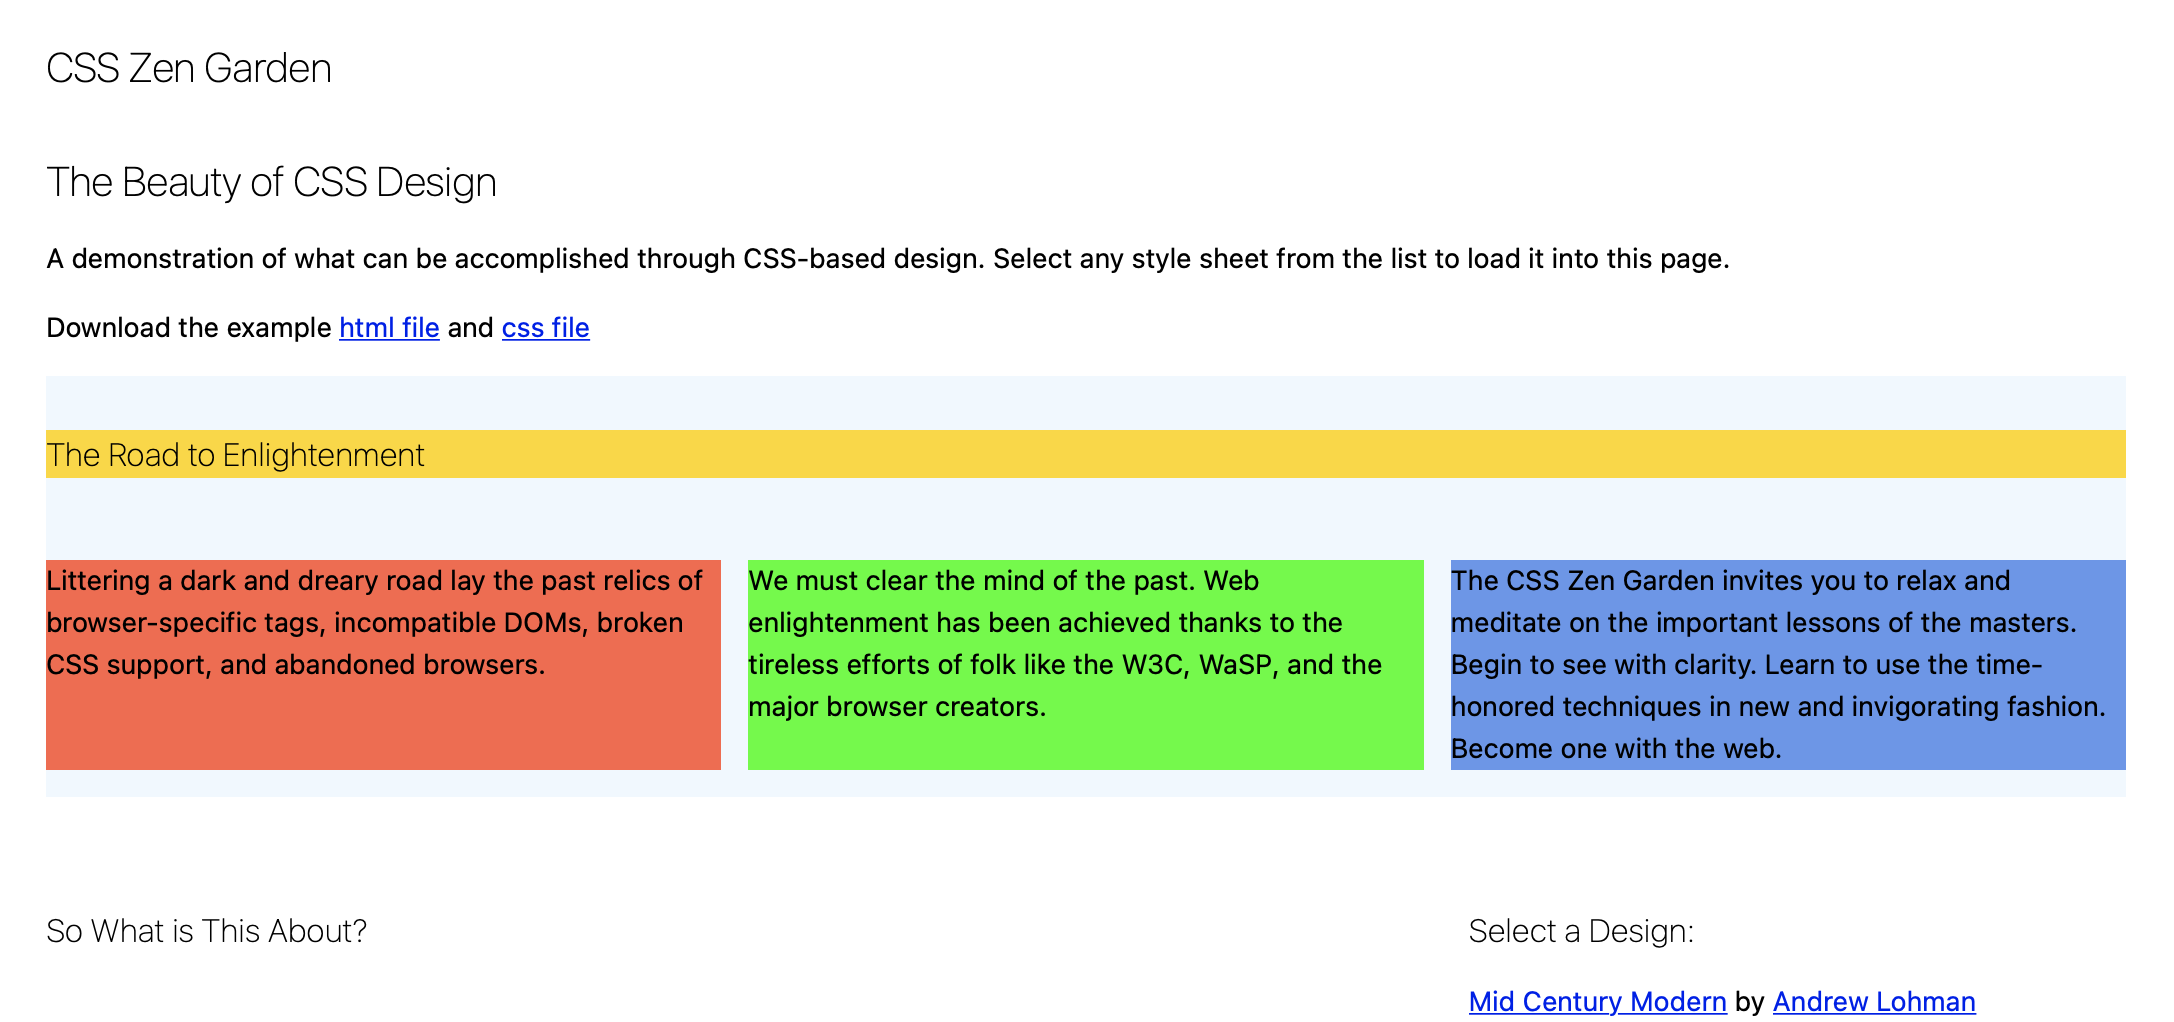 CSS Zen Garden
The Beauty of CSS Design
A demonstration of what can be accomplished through CSS-based design. Select any style sheet from the list to load it into this page.
Download the example html file and css file
The Road to Enlightenment
Littering a dark and dreary road lay the past relics of
browser-specific tags, incompatible DOMs, broken
CSS support, and abandoned browsers.
We must clear the mind of the past. Web
enlightenment has been achieved thanks to the
tireless efforts of folk like the W3C, WaSP, and the
major browser creators.
The CSS Zen Garden invites you to relax and
meditate on the important lessons of the masters.
Begin to see with clarity. Learn to use the time-
honored techniques in new and invigorating fashion.
Become one with the web.
So What is This About?
Select a Design:
Mid Century Modern by Andrew Lohman